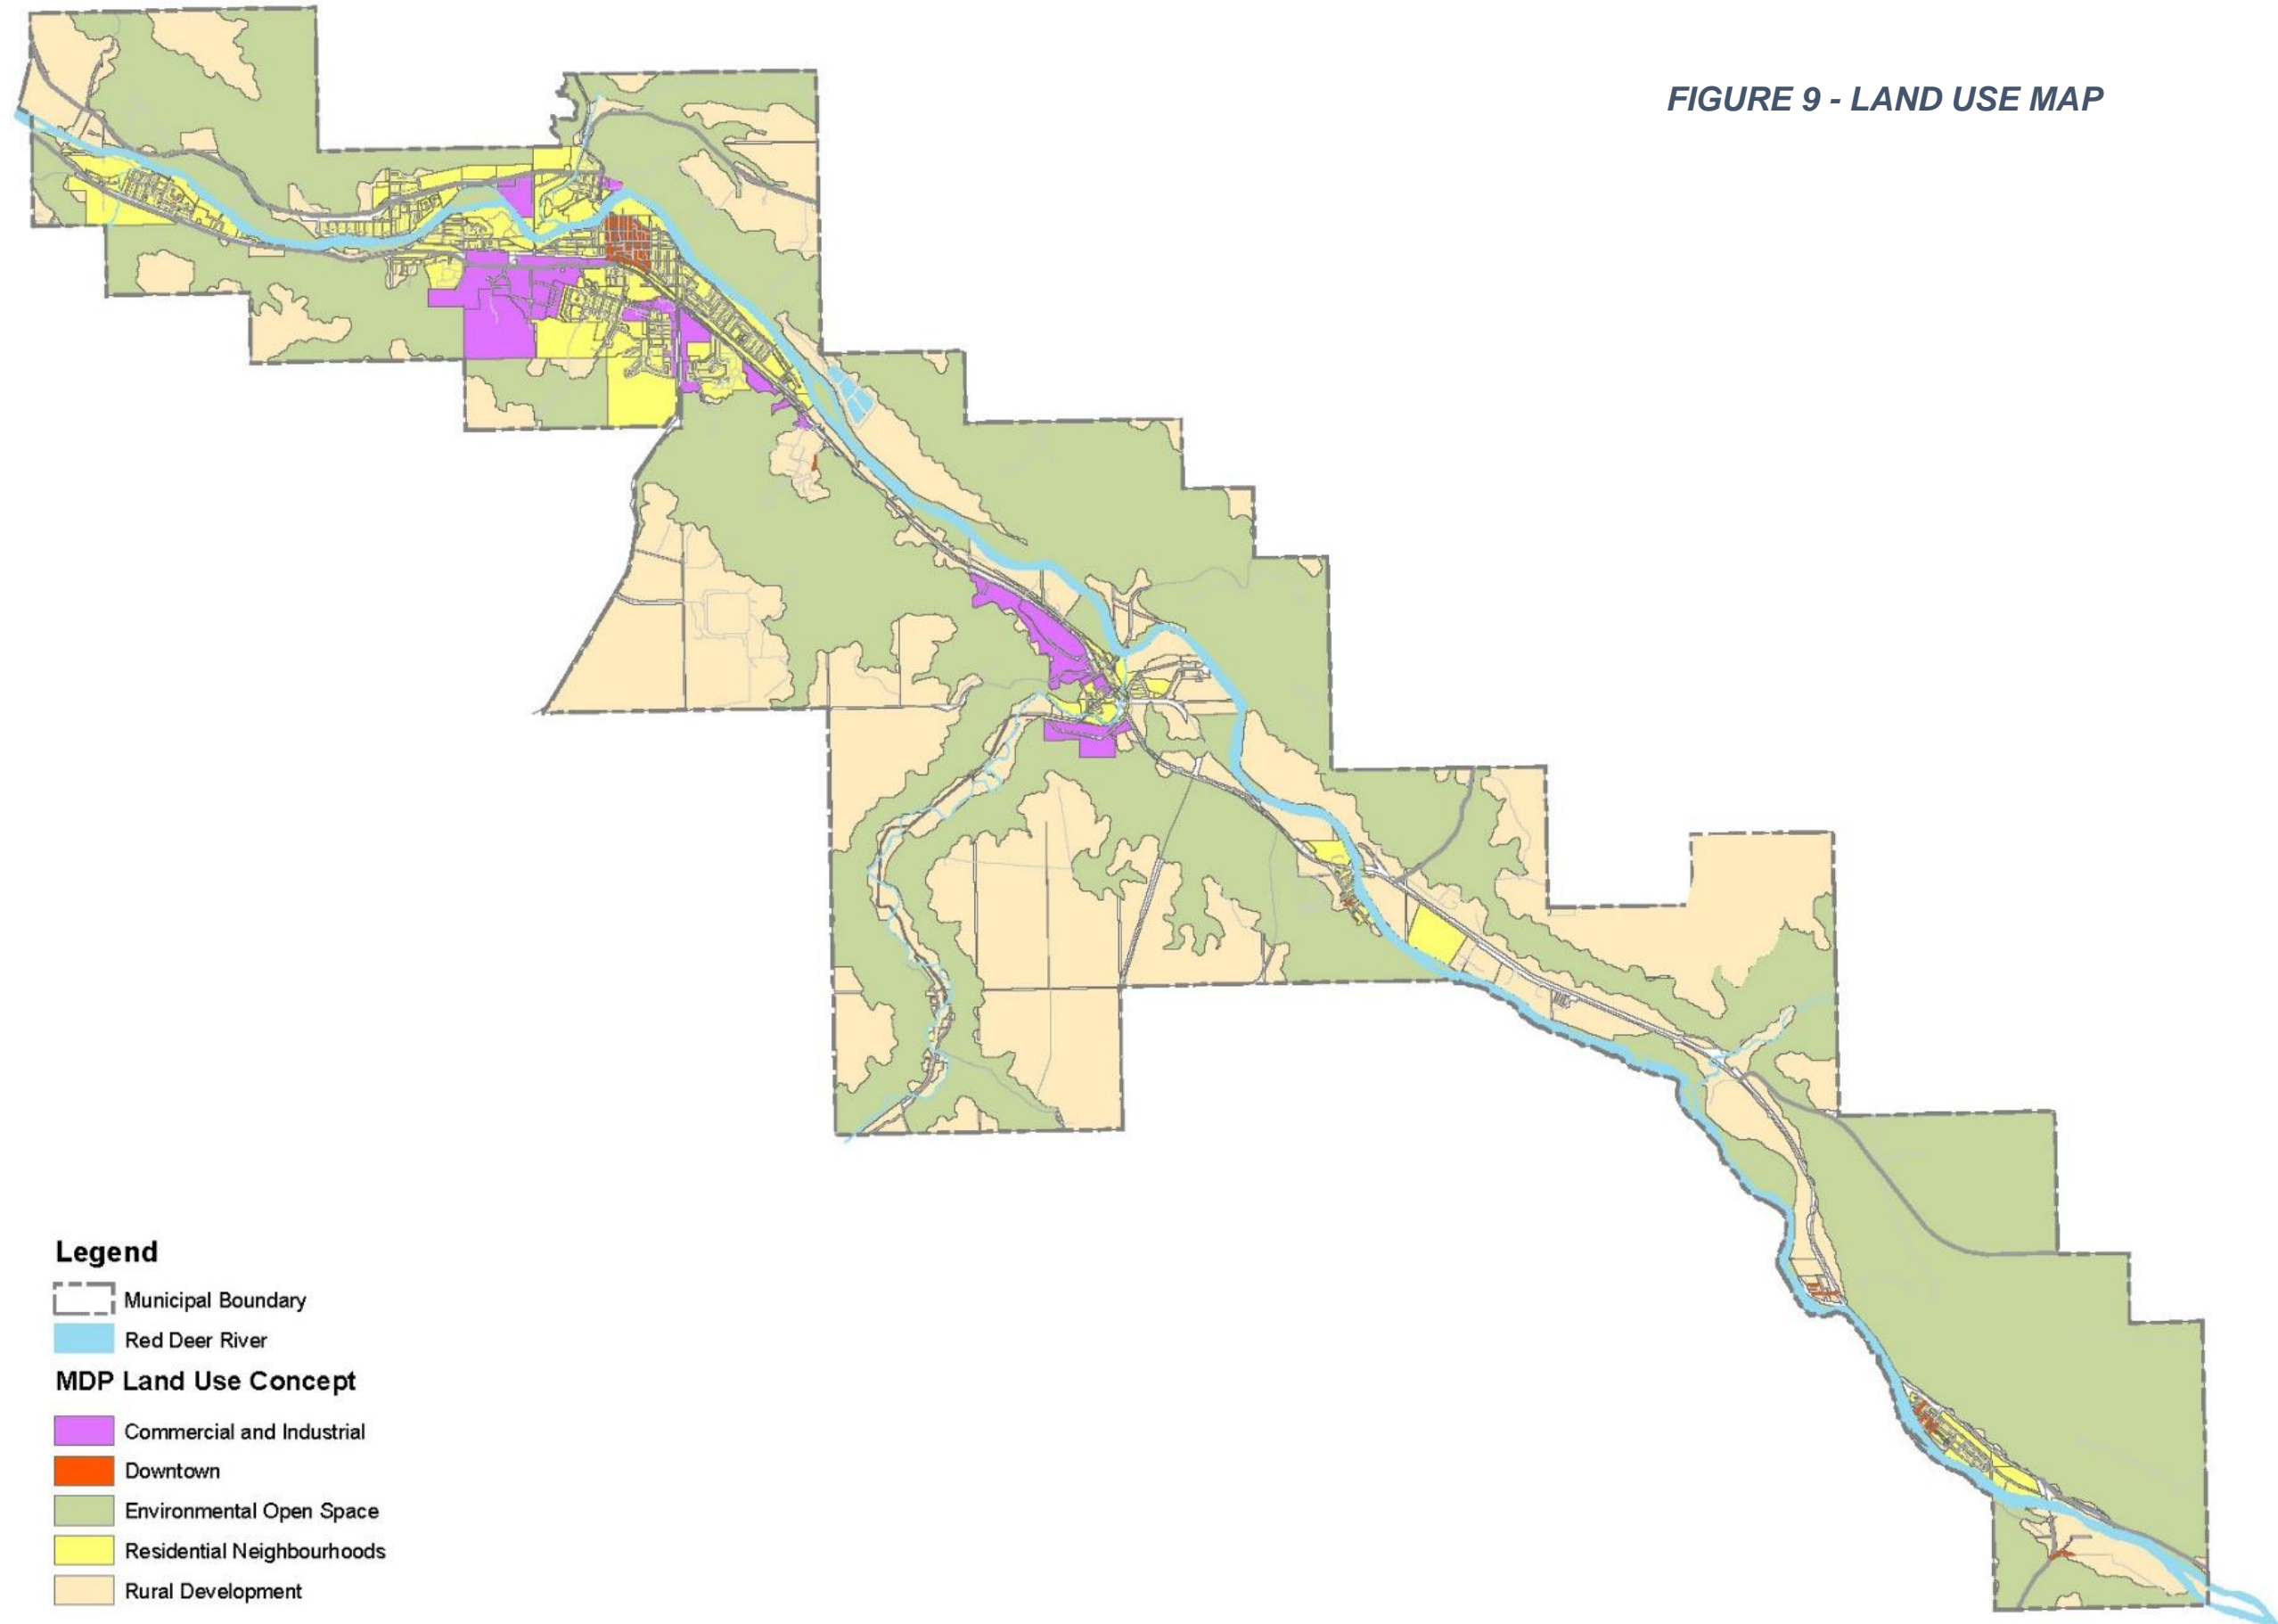 FIGURE 9 - LAND USE MAP
Legend
Municipal Boundary
Red Deer River
MDP Land Use Concept
Commercial and Industrial
Downtown
Environmental Open Space
Residential Neighbourhoods
Rural Development